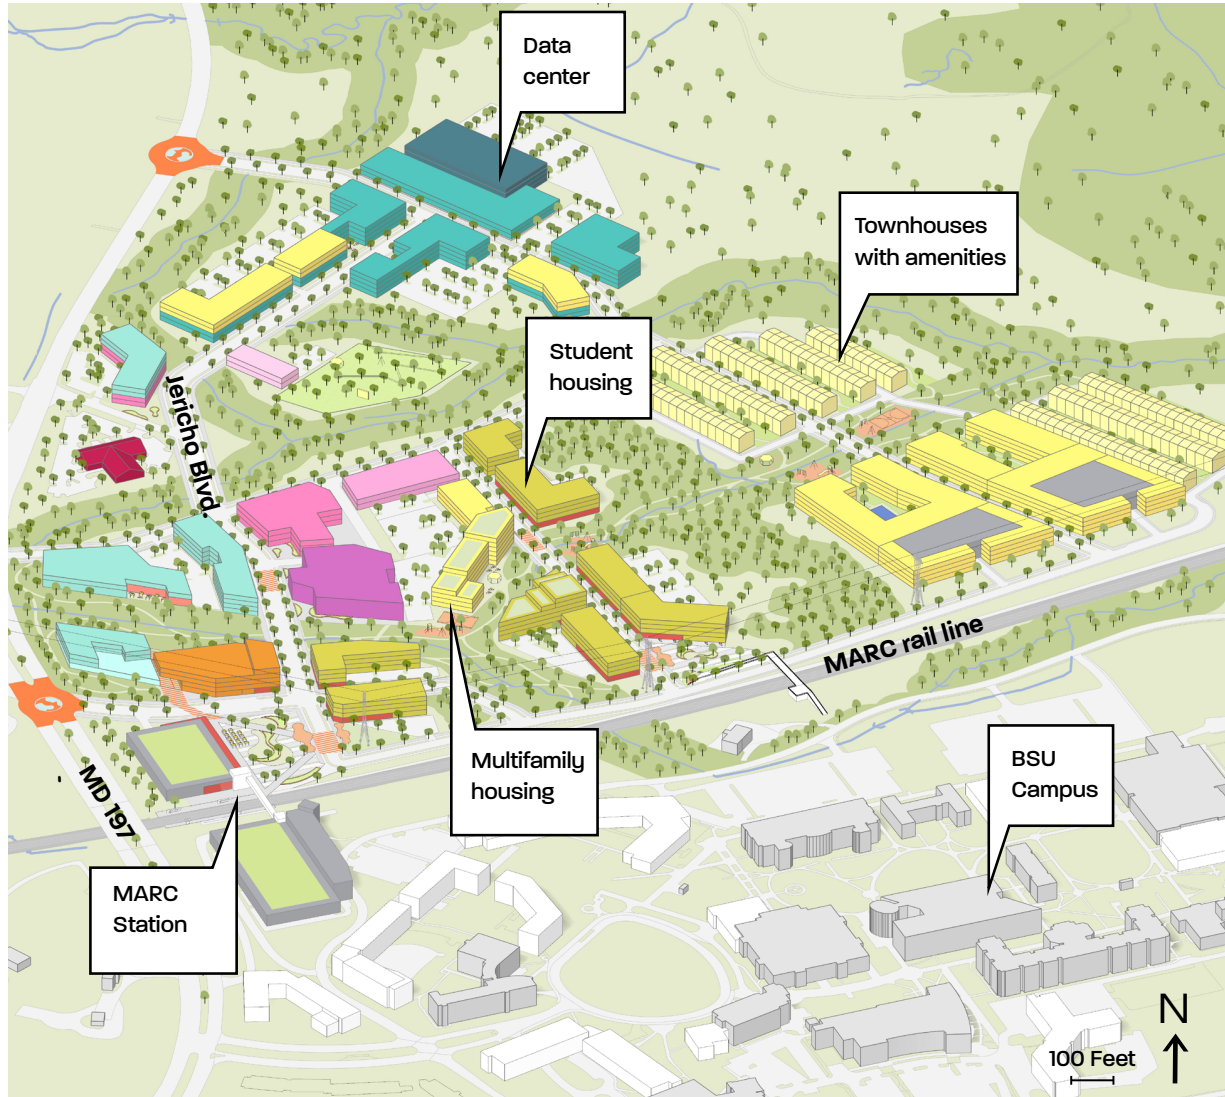 Data
center
Townhouses
with amenities
Student
housing
Jericho Blvd.
MARC rail line
Multifamily
housing
BSU
Campus
MD 197
MARC
Station
N
100 Feet